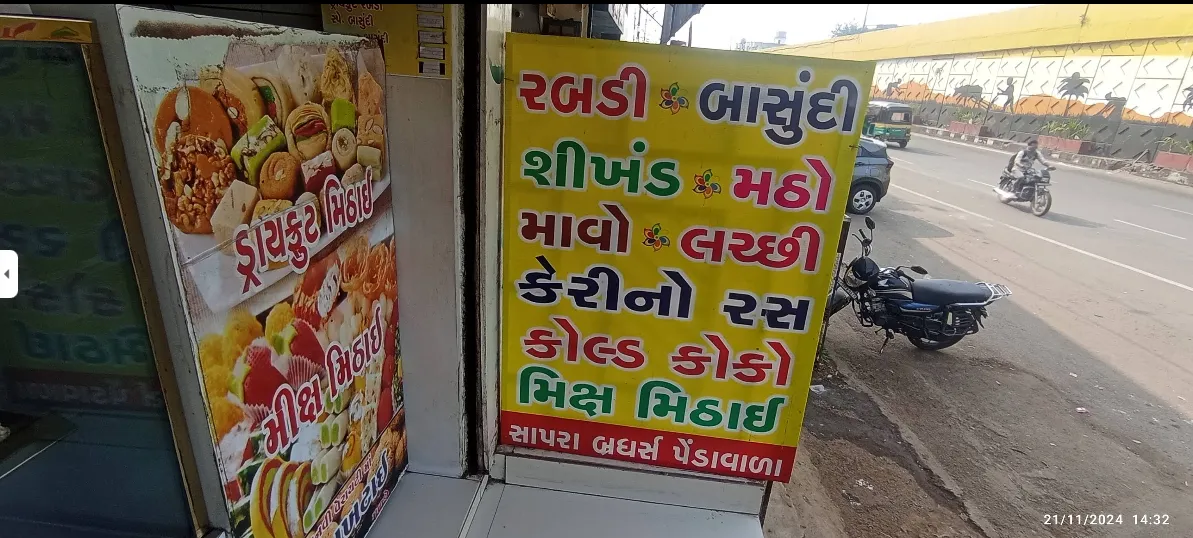 રબડી બાસુંદી
શીખંડ મઠો
માવો લચ્છી
કેરીનો રસ
કોલ્ડ કોકો
મિક્ષ મિઠાઈ
સાપરા બ્રધર્સ પેંડાવાળા
ડ્રાયફ્રુટ મિઠાઈ
મીક્ષ મિઠાઈ
સ્પે. બાસુંદી
21/11/2024 14:32